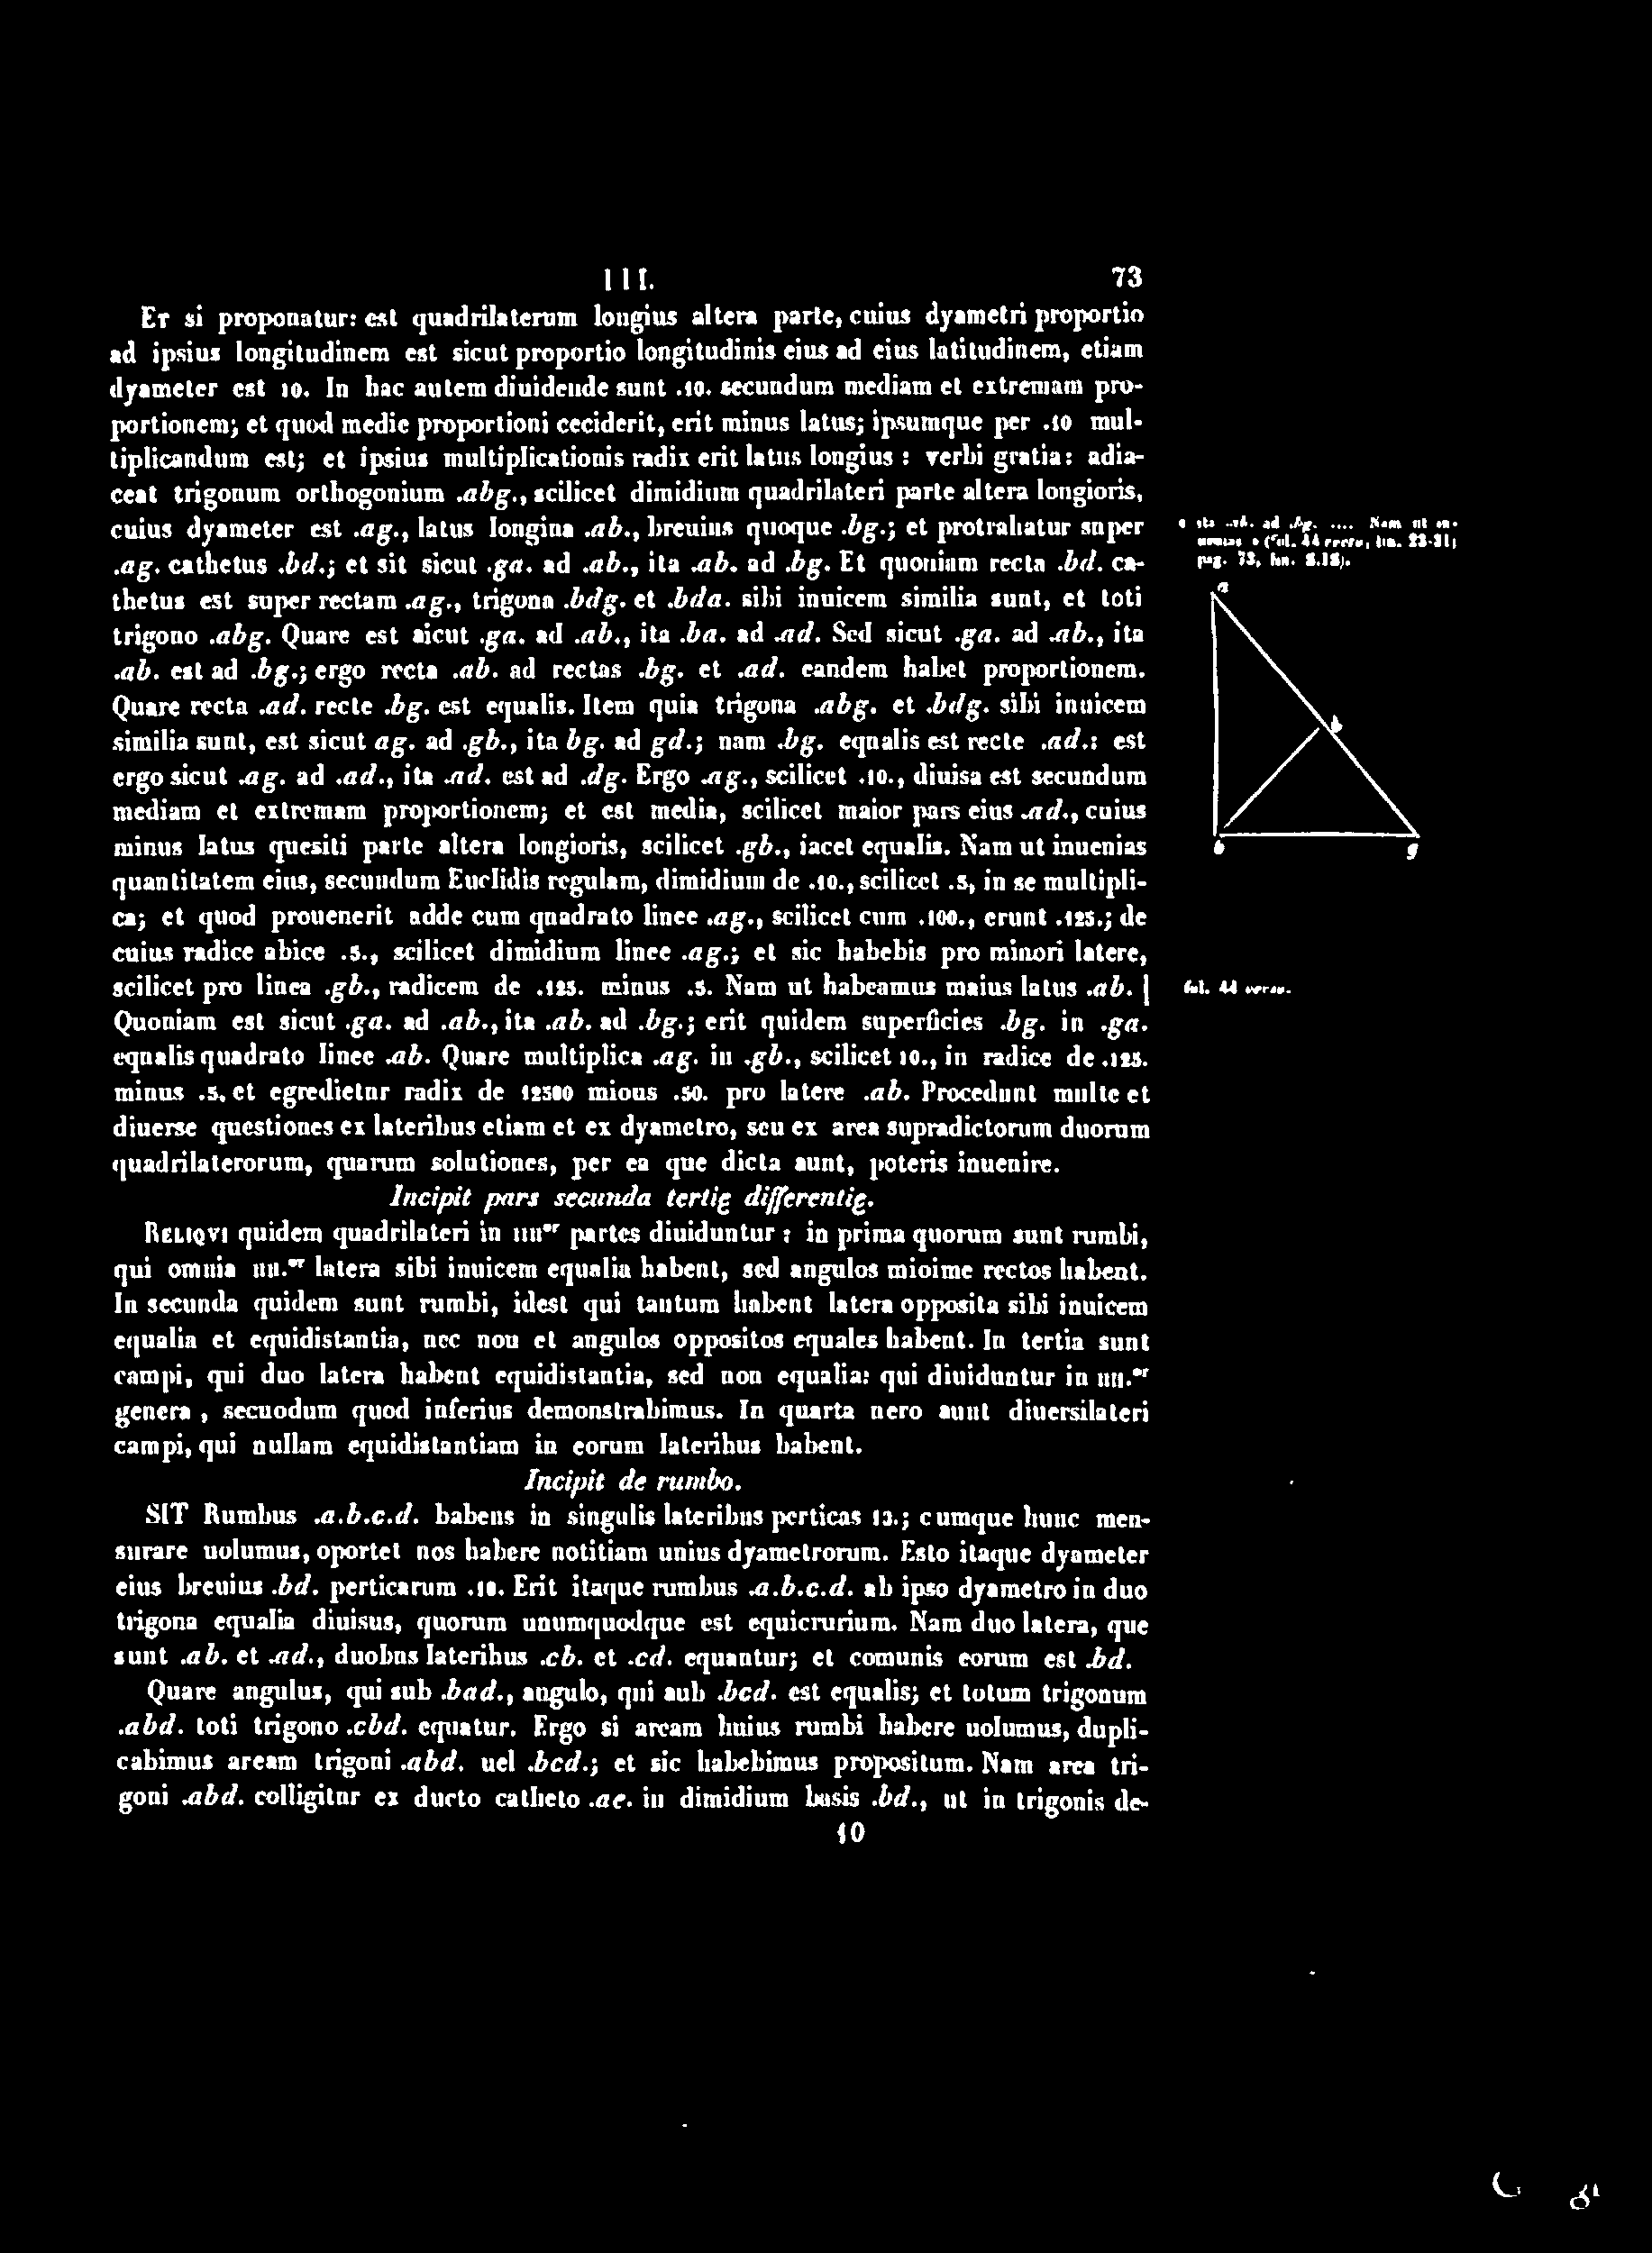 III. 73
Et si proponatur: est quadrilaterum longius altera parte, cuius dyametri proportio
ad ipsius longitudinem est sicut proportio longitudinis eius ad eius latitudinem, etiam
dyameter est 10. In hac autem diuidende sunt .10. secundum mediam et extremam pro-
portionem; et quod medie proportioni ceciderit, erit minus latus; ipsumque per .10 mul-
tiplicandum est; et ipsius multiplicationis radix erit latus longius : verbi gratia: adia-
ceat trigonum orthogonium .abg., scilicet dimidium quadrilateri parte altera longioris,
cuius dyameter est .ag., latus longius .ab., breuius quoque .bg.; et protrahatur super
.ag. cathetus .bd.; et sit sicut .ga. ad .ab., ita .ab. ad .bg. Et quoniam recta .bd. ca-
thetus est super rectam .ag., trigona .bdg. et .bda. sibi inuicem similia sunt, et toti
trigono .abg. Quare est sicut .ga. ad .ab., ita .ba. ad .ad. Sed sicut .ga. ad .ab., ita
.ab. est ad .bg.; ergo recta .ab. ad rectas .bg. et .ad. eandem habet proportionem.
Quare recta .ad. recte .bg. est equalis. Item quia trigona .abg. et .bdg. sibi inuicem
similia sunt, est sicut ag. ad .gb., ita bg. ad gd.; nam .bg. equalis est recte .ad.: est
ergo sicut .ag. ad .ad., ita .ad. est ad .dg. Ergo .ag., scilicet .10., diuisa est secundum
mediam et extremam proportionem; et est media, scilicet maior pars eius .ad., cuius
minus latus quesiti parte altera longioris, scilicet .gb., iacet equalis. Nam ut inuenias
quantitatem eius, secundum Euclidis regulam, dimidium de .10., scilicet .5, in se multipli-
ca; et quod prouenerit adde cum quadrato linee .ag., scilicet cum .100., erunt .125.; de
cuius radice abice .5., scilicet dimidium linee .ag.; et sic habebis pro minori latere,
scilicet pro linea .gb., radicem de .125. minus .5. Nam ut habeamus maius latus .ab. |
Quoniam est sicut .ga. ad .ab., ita .ab. ad .bg.; erit quidem superficies .bg. in .ga.
equalis quadrato linee .ab. Quare multiplica .ag. in .gb., scilicet 10., in radice de .125.
minus .5. et egredietur radix de 12500 minus .50. pro latere .ab. Procedunt multe et
diuerse questiones ex lateribus etiam et ex dyametro, seu ex area supradictorum duorum
quadrilaterorum, quarum solutiones, per ea que dicta sunt, poteris inuenire.
Incipit pars secunda tertię differentię.
Reliqvi quidem quadrilateri in IIIIor partes diuiduntur : in prima quorum sunt rumbi,
qui omnia IIII.or latera sibi inuicem equalia habent, sed angulos minime rectos habent.
In secunda quidem sunt rumbi, idest qui tantum habent latera opposita sibi inuicem
equalia et equidistantia, nec non et angulos oppositos equales habent. In tertia sunt
campi, qui duo latera habent equidistantia, sed non equalia: qui diuiduntur in IIII.or
genera , secundum quod inferius demonstrabimus. In quarta uero sunt diuersilateri
campi, qui nullam equidistantiam in eorum lateribus habent.
Incipit de rumbo.
SIT Rumbus .a.b.c.d. habens in singulis lateribus perticas 13.; cumque hunc men-
surare uolumus, oportet nos habere notitiam unius dyametrorum. Esto itaque dyameter
eius breuius .bd. perticarum .10. Erit itaque rumbus .a.b.c.d. ab ipso dyametro in duo
trigona equalia diuisus, quorum unumquodque est equicrurium. Nam duo latera, que
sunt .ab. et .ad., duobus lateribus .cb. et .cd. equantur; et comunis eorum est .bd.
Quare angulus, qui sub .bad., angulo, qui sub .bcd. est equalis; et totum trigonum
.abd. toti trigono .cbd. equatur. Ergo si arcam huius rumbi habere uolumus, dupli-
cabimus aream trigoni .abd. uel .bcd.; et sic habebimus propositum. Nam area tri-
goni .abd. colligitur ex ducto catheto .ae. in dimidium basis .bd., ut in trigonis de-
10
« ita .ab. ad .bg. .... Nam ut in-
uenias » (fol. 44 recto, lin. 22-31;
pag. 73, lin. 8.18).
a
b
g
fol. 44 verso.